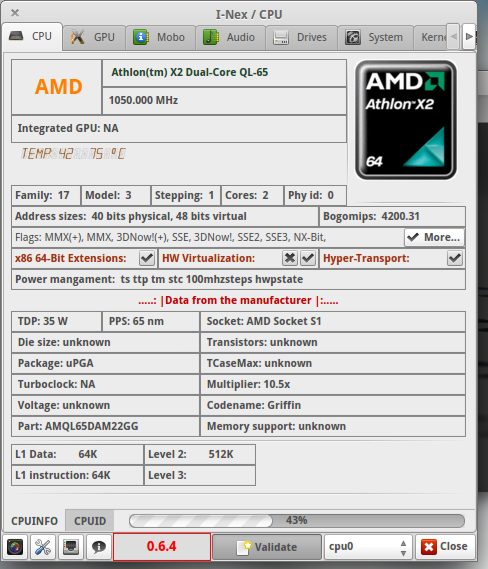 I-Nex / CPU
CPU GPU Mobo Audio Drives System Kerne
AMD
Athlon(tm) X2 Dual-Core QL-65
1050.000 MHz
Integrated GPU: NA
AMD
Athlon X2
64
TEMP: 42 75 °C
Family: 17 Model: 3 Stepping: 1 Cores: 2 Phy id: 0
Address sizes: 40 bits physical, 48 bits virtual Bogomips: 4200.31
Flags: MMX(+), MMX, 3DNow!(+), SSE, 3DNow!, SSE2, SSE3, NX-Bit, More...
x86 64-Bit Extensions: HW Virtualization: Hyper-Transport:
Power mangament: ts ttp tm stc 100mhzsteps hwpstate
.....: |Data from the manufacturer |:.....
TDP: 35 W PPS: 65 nm Socket: AMD Socket S1
Die size: unknown Transistors: unknown
Package: uPGA TCaseMax: unknown
Turboclock: NA Multiplier: 10.5x
Voltage: unknown Codename: Griffin
Part: AMQL65DAM22GG Memory support: unknown
L1 Data: 64K Level 2: 512K
L1 instruction: 64K Level 3:
CPUINFO CPUID 43%
0.6.4 Validate cpu0 Close